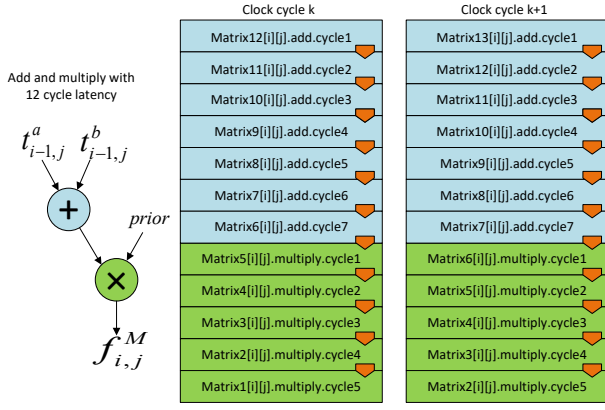 Clock cycle k
Matrix12[i][j].add.cycle1
Matrix11[i][j].add.cycle2
Matrix10[i][j].add.cycle3
Matrix9[i][j].add.cycle4
Matrix8[i][j].add.cycle5
Matrix7[i][j].add.cycle6
Matrix6[i][j].add.cycle7
Matrix5[i][j].multiply.cycle1
Matrix4[i][j].multiply.cycle2
Matrix3[i][j].multiply.cycle3
Matrix2[i][j].multiply.cycle4
Matrix1[i][j].multiply.cycle5
Clock cycle k+1
Matrix13[i][j].add.cycle1
Matrix12[i][j].add.cycle2
Matrix11[i][j].add.cycle3
Matrix10[i][j].add.cycle4
Matrix9[i][j].add.cycle5
Matrix8[i][j].add.cycle6
Matrix7[i][j].add.cycle7
Matrix6[i][j].multiply.cycle1
Matrix5[i][j].multiply.cycle2
Matrix4[i][j].multiply.cycle3
Matrix3[i][j].multiply.cycle4
Matrix2[i][j].multiply.cycle5
Add and multiply with
12 cycle latency
t^a_{i-1,j} t^b_{i-1,j}
+
prior
×
f^M_{i,j}